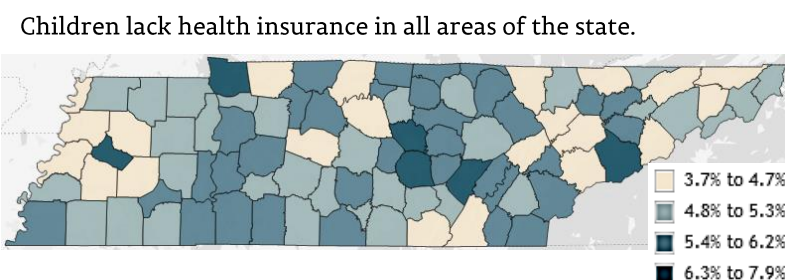 Children lack health insurance in all areas of the state.
3.7% to 4.7%
4.8% to 5.3%
5.4% to 6.2%
6.3% to 7.9%